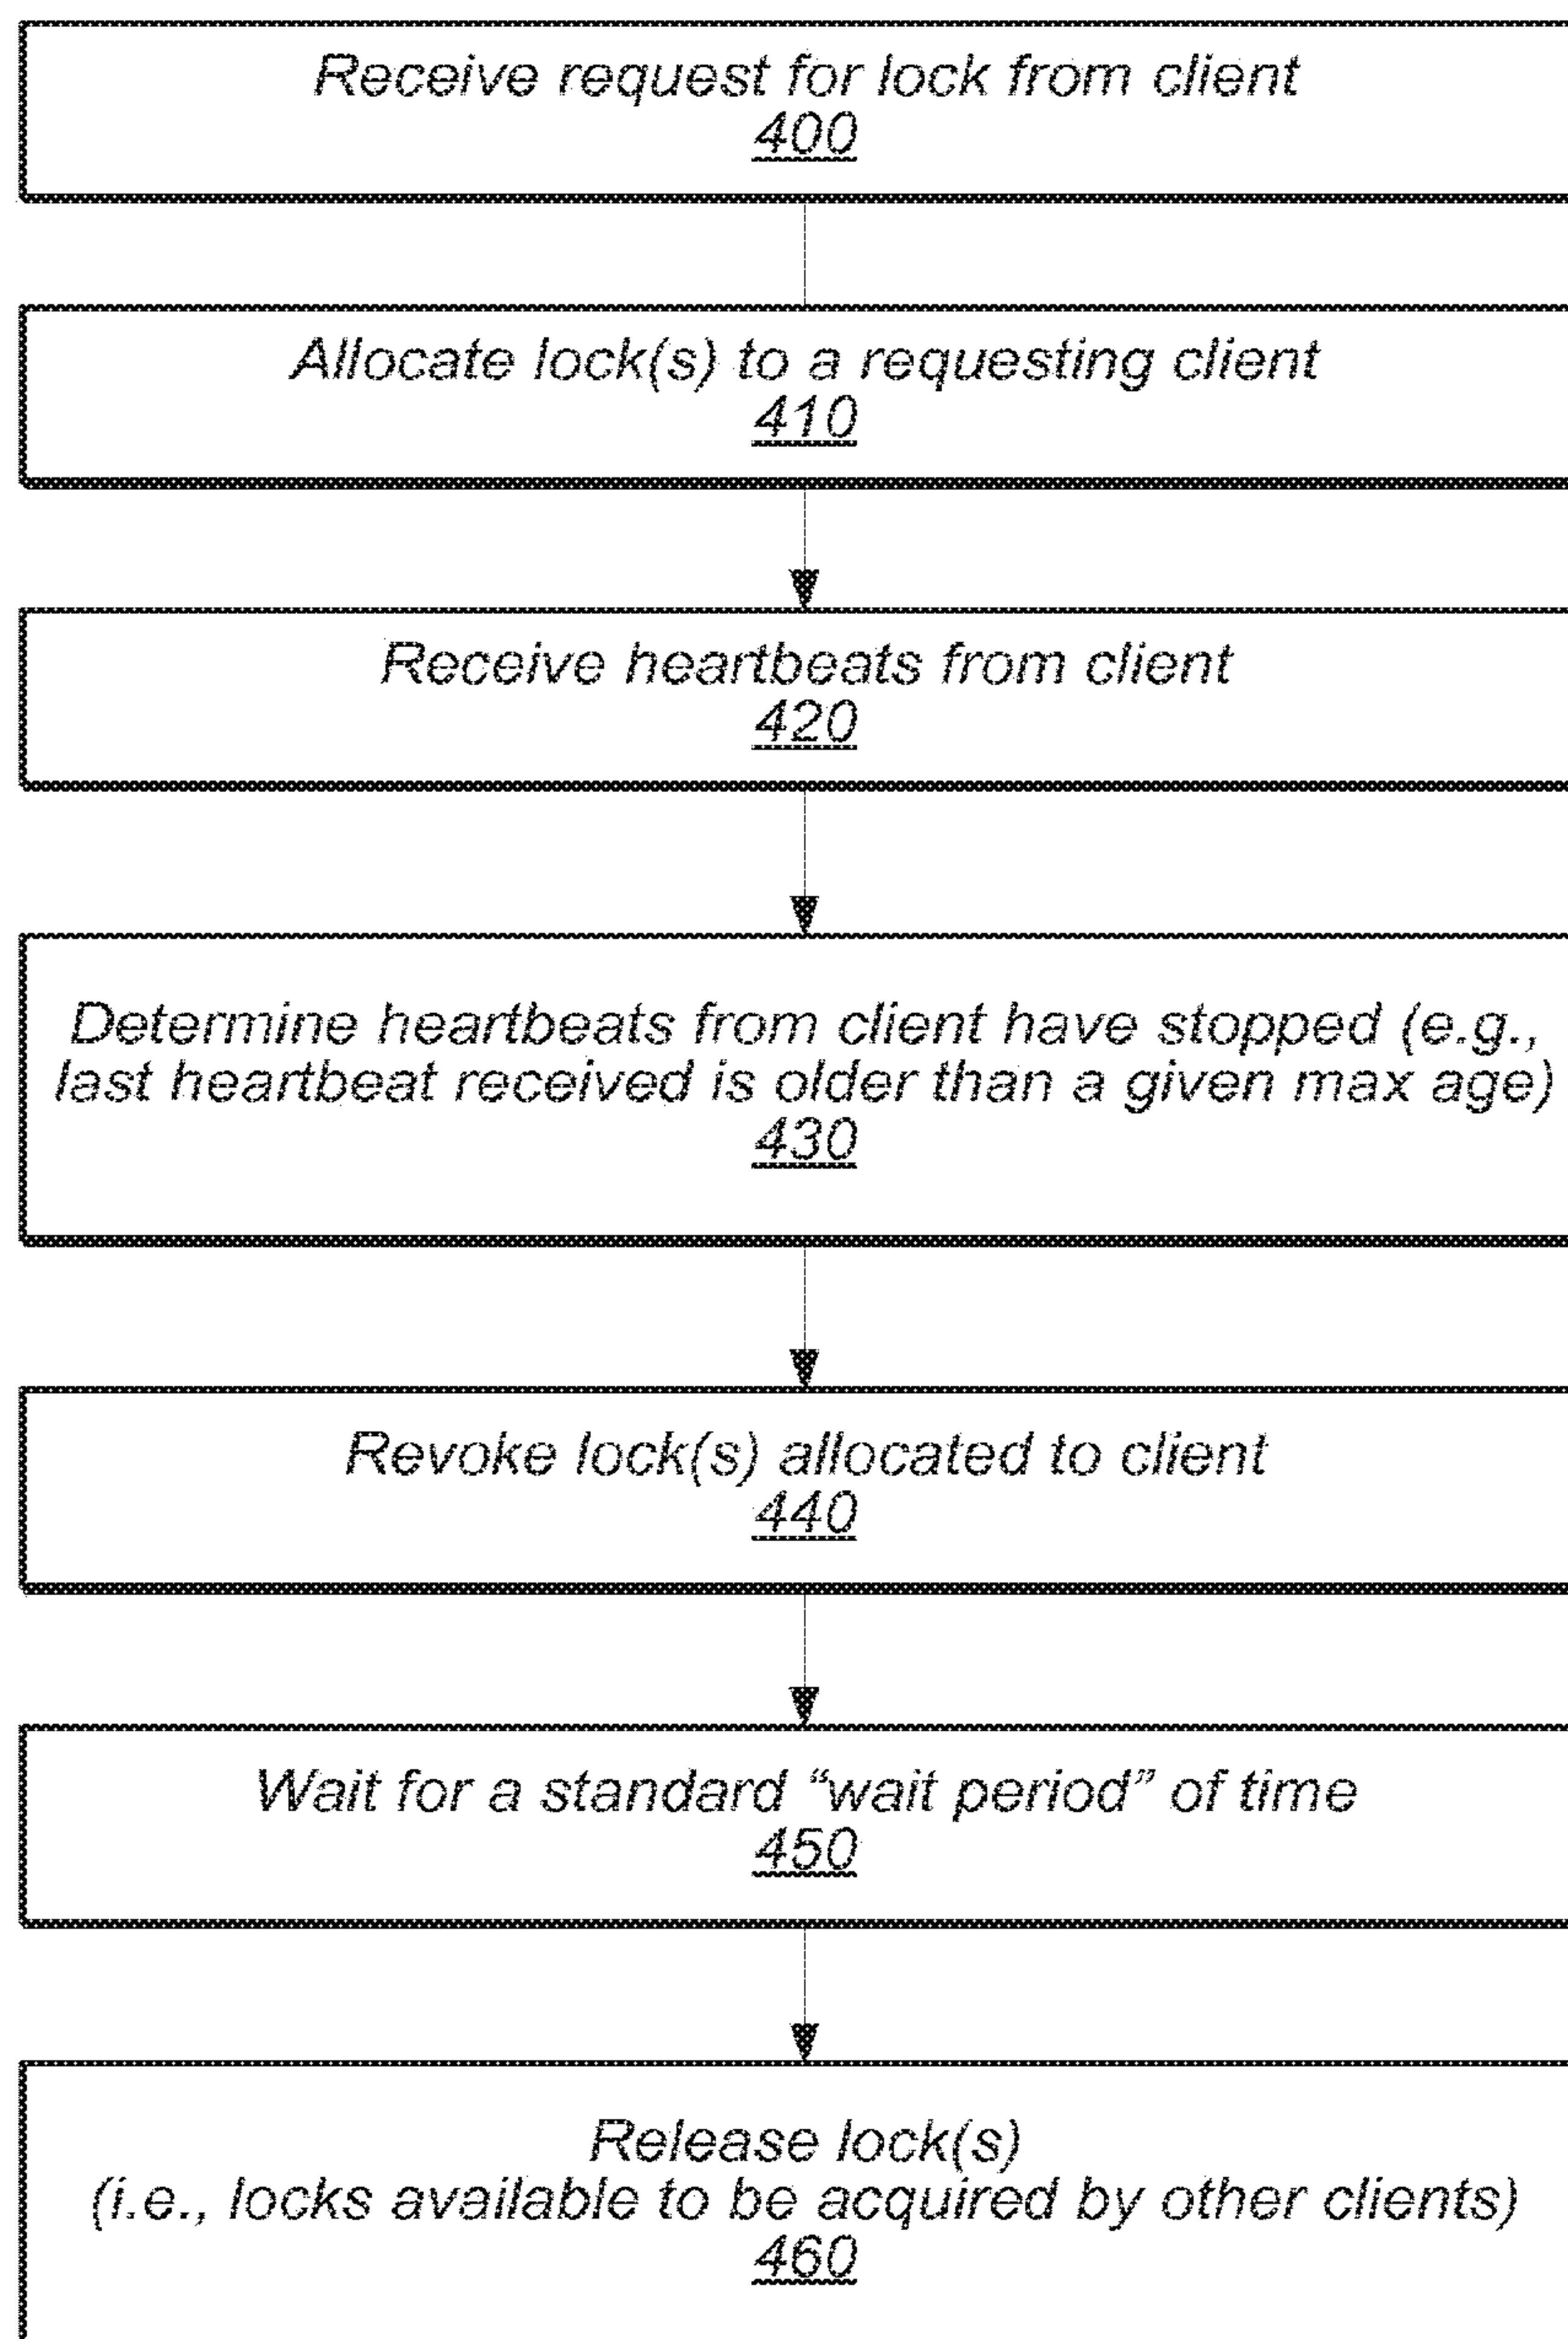 Receive request for lock from client
400
Allocate lock(s) to a requesting client
410
Receive heartbeats from client
420
Determine heartbeats from client have stopped (e.g.,
last heartbeat received is older than a given max age)
430
Revoke lock(s) allocated to client
440
Wait for a standard “wait period” of time
450
Release lock(s)
(i.e., locks available to be acquired by other clients)
460